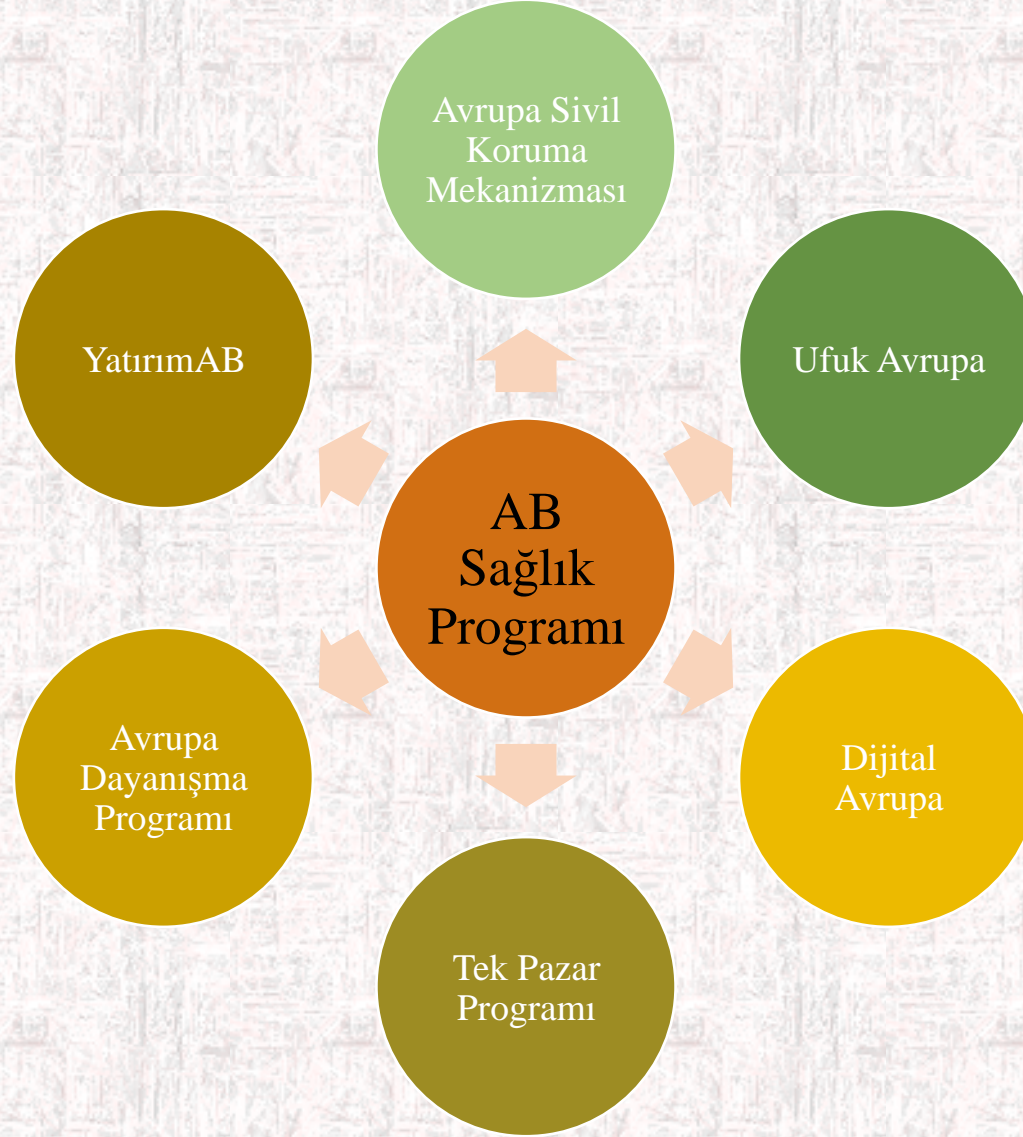 Avrupa Sivil
Koruma
Mekanizması
YatırımAB
Ufuk Avrupa
AB
Sağlık
Programı
Avrupa
Dayanışma
Programı
Dijital
Avrupa
Tek Pazar
Programı